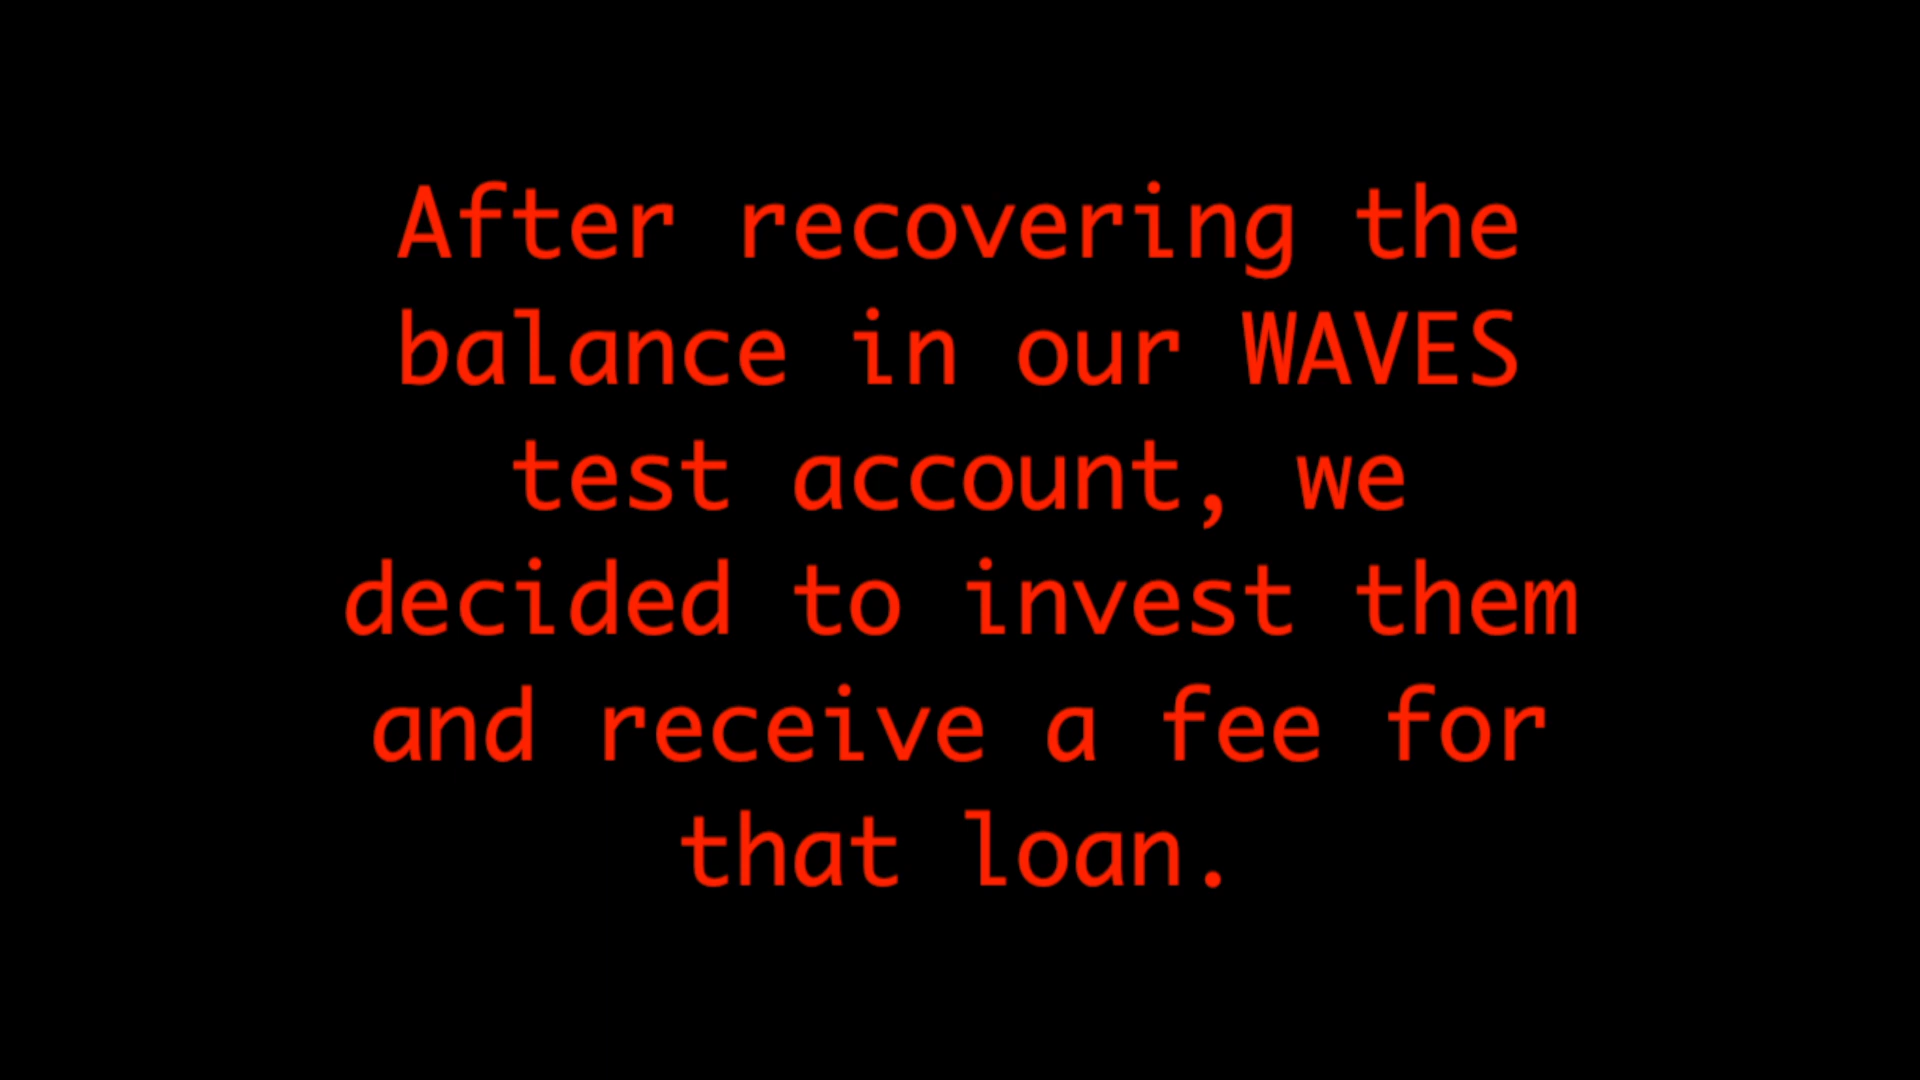 After recovering the
balance in our WAVES
test account, we
decided to invest them
and receive a fee for
that loan.